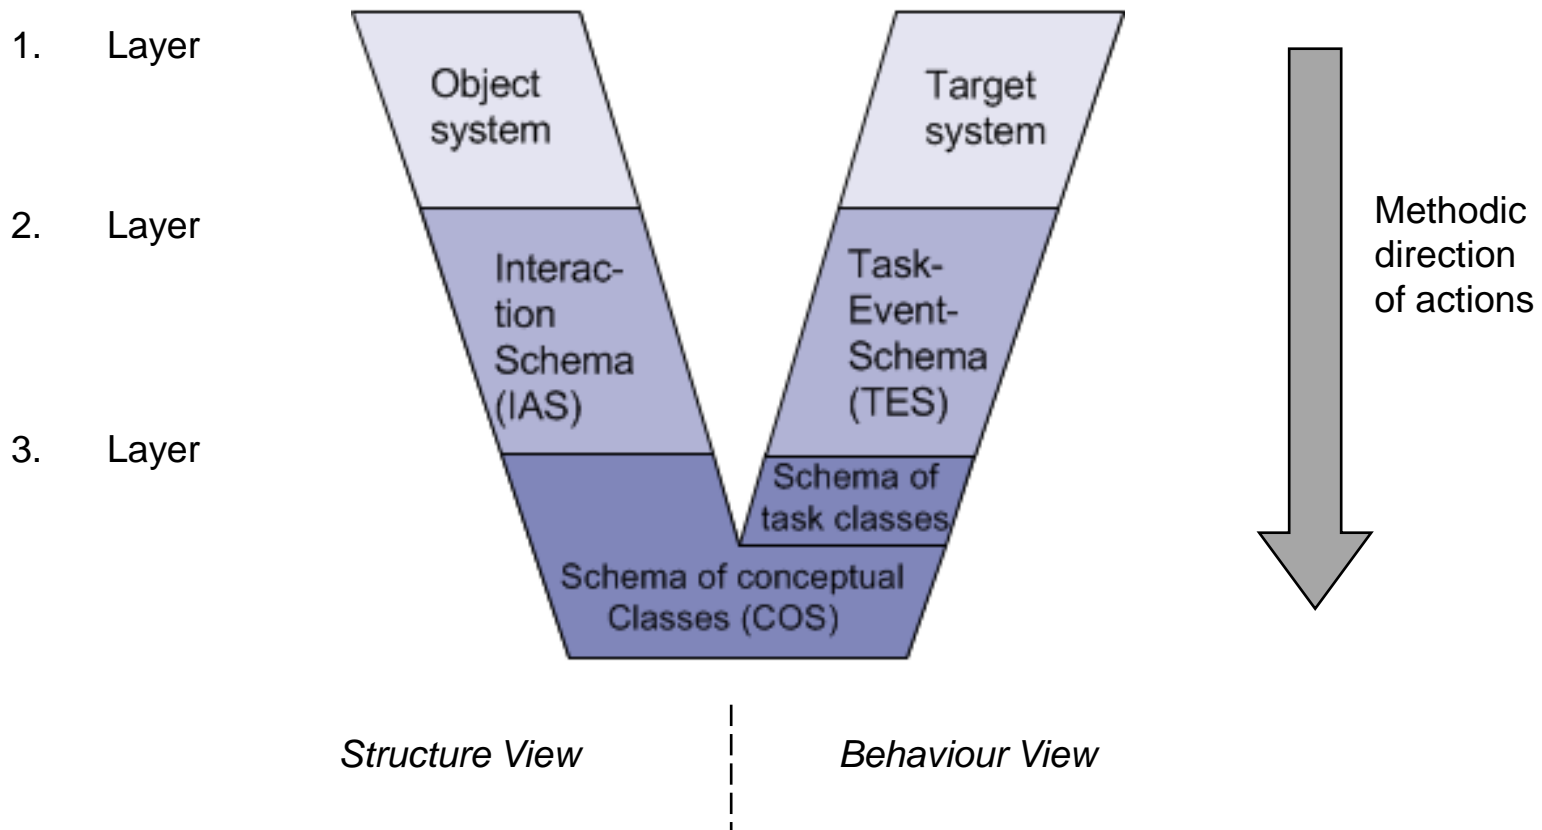 1. Layer
Object
system
Target
system
2. Layer
Interac-
tion
Schema
(IAS)
Task-
Event-
Schema
(TES)
Methodic
direction
of actions
3. Layer
Schema of
task classes
Schema of conceptual
Classes (COS)
Structure View
Behaviour View